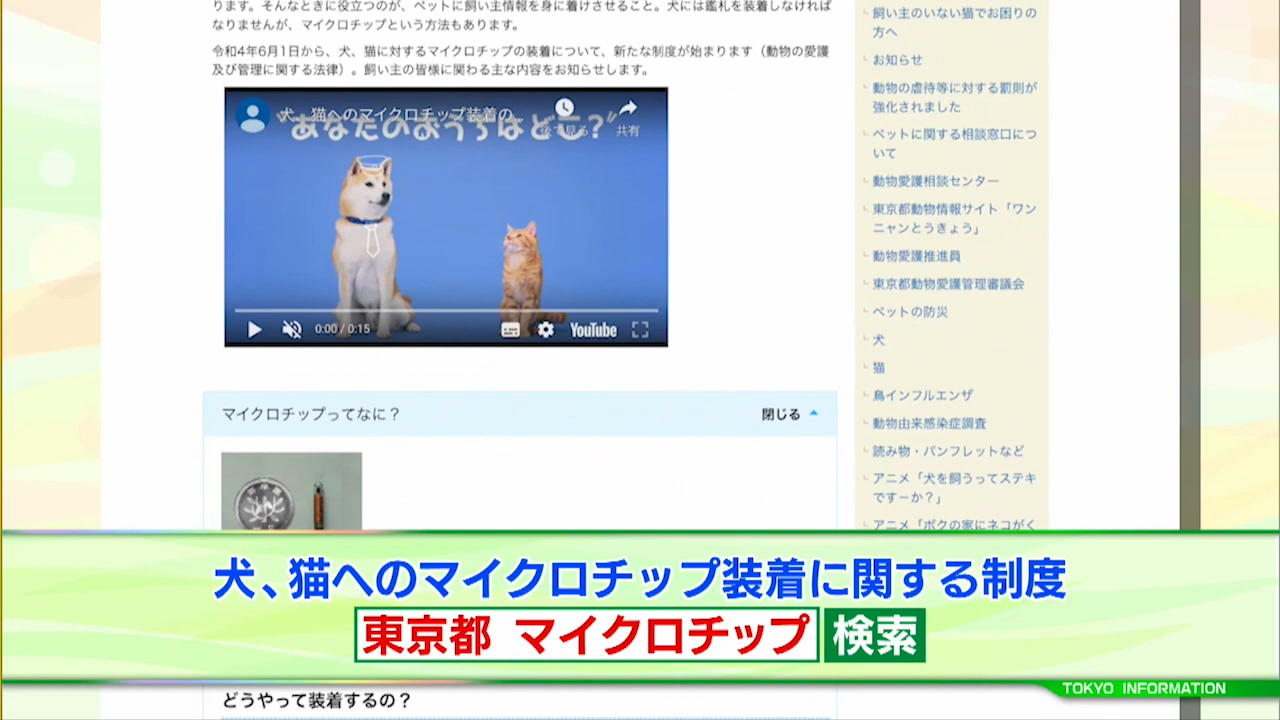 ります。そんなときに役立つのが、ペットに飼い主情報を身に着けさせること。犬には鑑札を装着しなければ
なりませんが、マイクロチップという方法もあります。
令和4年6月1日から、犬、猫に対するマイクロチップの装着について、新たな制度が始まります（動物の愛護
及び管理に関する法律）。飼い主の皆様に関わる主な内容をお知らせします。
犬、猫へのマイクロチップ装着の...
後で見る
共有
"あなたのおうちはどこ？"
0:00 / 0:15
YouTube
マイクロチップってなに？
閉じる
飼い主のいない猫でお困りの
方へ
お知らせ
動物の虐待等に対する罰則が
強化されました
ペットに関する相談窓口につ
いて
動物愛護相談センター
東京都動物情報サイト「ワン
ニャンとうきょう」
動物愛護推進員
東京都動物愛護管理審議会
ペットの防災
犬
猫
鳥インフルエンザ
動物由来感染症調査
読み物・パンフレットなど
アニメ「犬を飼うってステキ
ですーか？」
アニメ「ボクの家にネコがく
犬、猫へのマイクロチップ装着に関する制度
東京都 マイクロチップ 検索
TOKYO INFORMATION
どうやって装着するの？